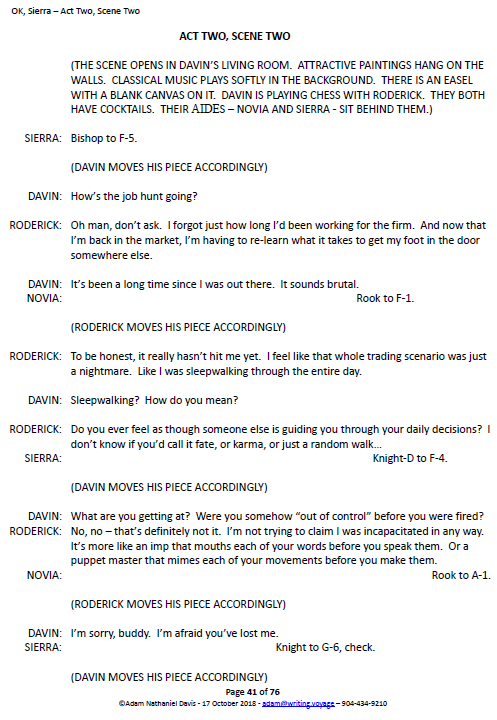 OK, Sierra – Act Two, Scene Two
ACT TWO, SCENE TWO
(THE SCENE OPENS IN DAVIN'S LIVING ROOM. ATTRACTIVE PAINTINGS HANG ON THE
WALLS. CLASSICAL MUSIC PLAYS SOFTLY IN THE BACKGROUND. THERE IS AN EASEL
WITH A BLANK CANVAS ON IT. DAVIN IS PLAYING CHESS WITH RODERICK. THEY BOTH
HAVE COCKTAILS. THEIR AIDES – NOVIA AND SIERRA - SIT BEHIND THEM.)
SIERRA: Bishop to F-5.
(DAVIN MOVES HIS PIECE ACCORDINGLY)
DAVIN: How's the job hunt going?
RODERICK: Oh man, don't ask. I forgot just how long I'd been working for the firm. And now that
I'm back in the market, I'm having to re-learn what it takes to get my foot in the door
somewhere else.
DAVIN: It's been a long time since I was out there. It sounds brutal.
NOVIA: Rook to F-1.
(RODERICK MOVES HIS PIECE ACCORDINGLY)
RODERICK: To be honest, it really hasn't hit me yet. I feel like that whole trading scenario was just
a nightmare. Like I was sleepwalking through the entire day.
DAVIN: Sleepwalking? How do you mean?
RODERICK: Do you ever feel as though someone else is guiding you through your daily decisions? I
don't know if you'd call it fate, or karma, or just a random walk…
SIERRA: Knight-D to F-4.
(DAVIN MOVES HIS PIECE ACCORDINGLY)
DAVIN: What are you getting at? Were you somehow "out of control" before you were fired?
RODERICK: No, no – that's definitely not it. I'm not trying to claim I was incapacitated in any way.
It's more like an imp that mouths each of your words before you speak them. Or a
puppet master that mimes each of your movements before you make them.
NOVIA: Rook to A-1.
(RODERICK MOVES HIS PIECE ACCORDINGLY)
DAVIN: I'm sorry, buddy. I'm afraid you've lost me.
SIERRA: Knight to G-6, check.
(DAVIN MOVES HIS PIECE ACCORDINGLY)
Page 41 of 76
©Adam Nathaniel Davis - 17 October 2018 - adam@writing.voyage – 904-434-9210